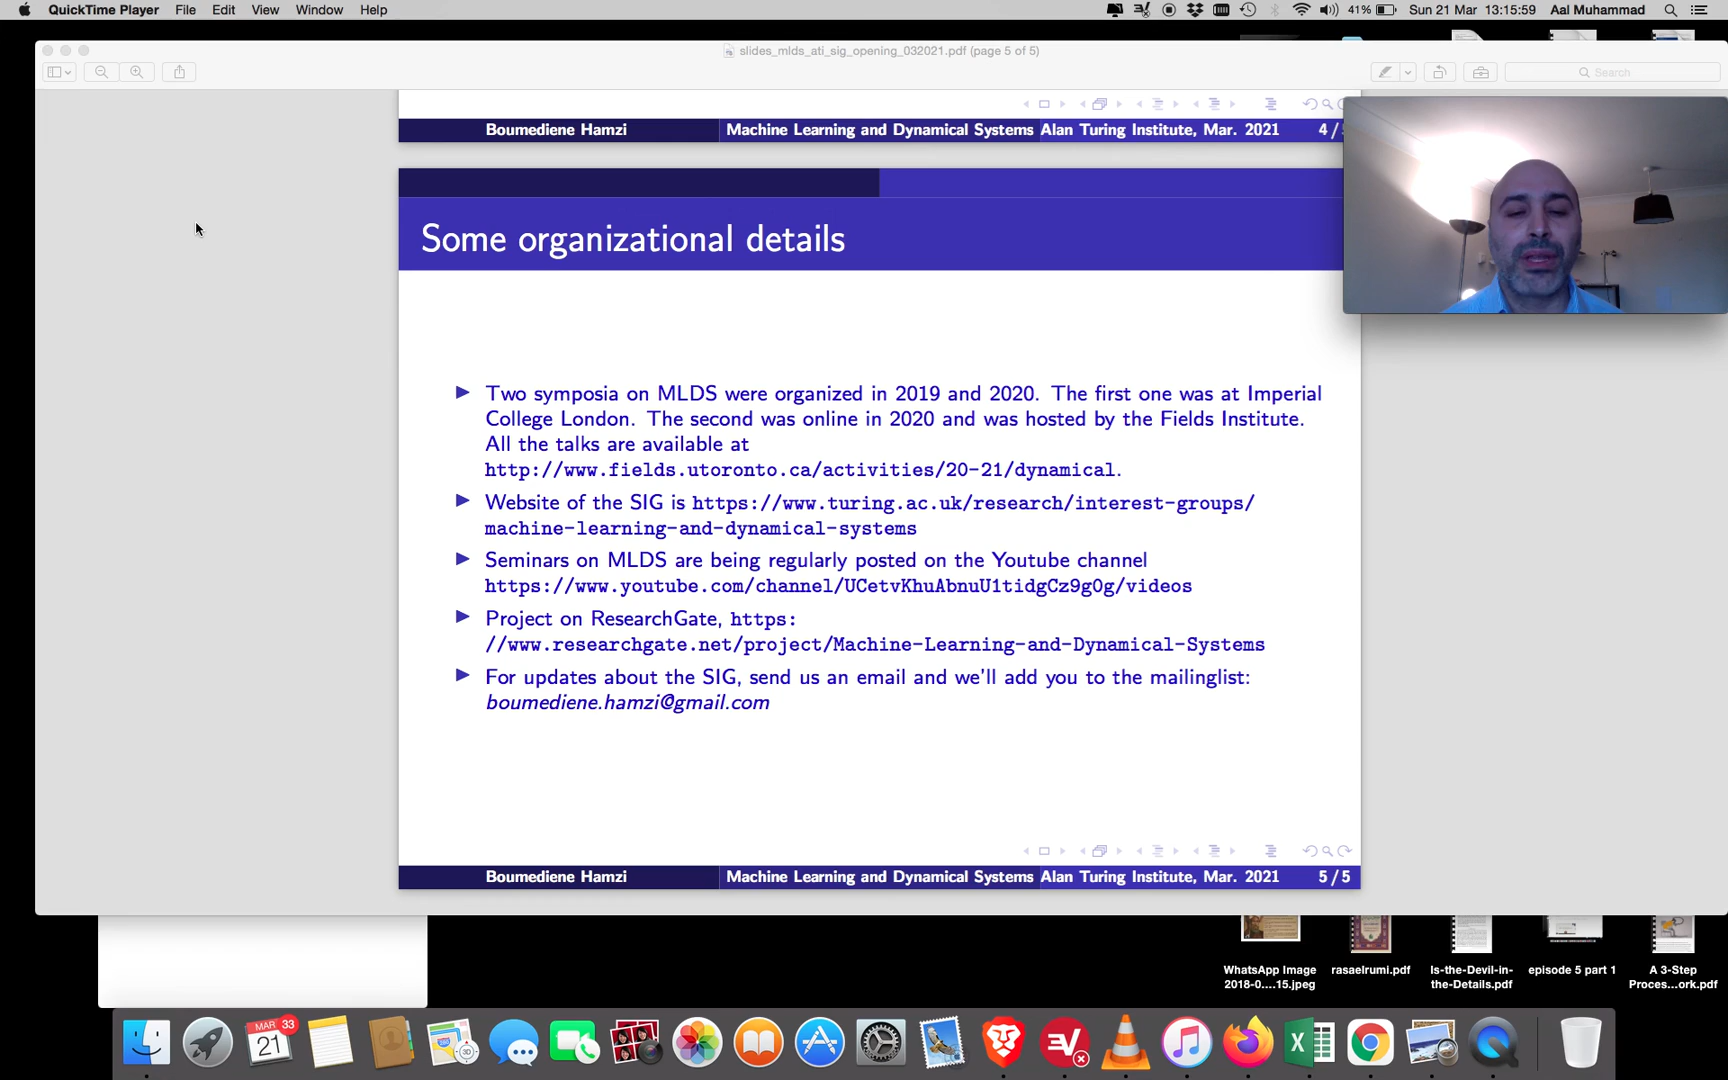 QuickTime Player File Edit View Window Help 41% Sun 21 Mar 13:15:59 Aal Muhammad
slides_mlds_ati_sig_opening_032021.pdf (page 5 of 5)
Search
Boumediene Hamzi Machine Learning and Dynamical Systems Alan Turing Institute, Mar. 2021 4 /
Some organizational details
Two symposia on MLDS were organized in 2019 and 2020. The first one was at Imperial
College London. The second was online in 2020 and was hosted by the Fields Institute.
All the talks are available at
http://www.fields.utoronto.ca/activities/20-21/dynamical.
Website of the SIG is https://www.turing.ac.uk/research/interest-groups/
machine-learning-and-dynamical-systems
Seminars on MLDS are being regularly posted on the Youtube channel
https://www.youtube.com/channel/UCetvKhuAbnuU1tidgCz9g0g/videos
Project on ResearchGate, https:
//www.researchgate.net/project/Machine-Learning-and-Dynamical-Systems
For updates about the SIG, send us an email and we'll add you to the mailinglist:
boumediene.hamzi@gmail.com
Boumediene Hamzi Machine Learning and Dynamical Systems Alan Turing Institute, Mar. 2021 5 / 5
WhatsApp Image rasaelrumi.pdf Is-the-Devil-in- episode 5 part 1 A 3-Step
2018-0....15.jpeg the-Details.pdf Proces...ork.pdf
MAR 33
21